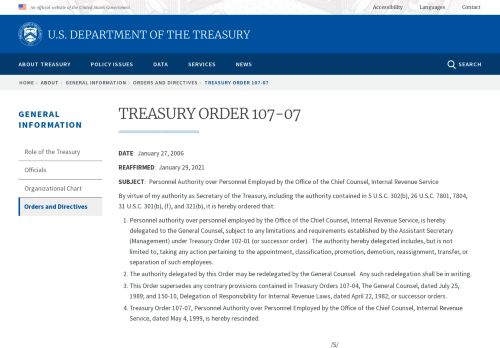 An official website of the United States Government
Accessibility Languages Contact
U.S. DEPARTMENT OF THE TREASURY
ABOUT TREASURY POLICY ISSUES DATA SERVICES NEWS SEARCH
HOME › ABOUT › GENERAL INFORMATION › ORDERS AND DIRECTIVES › TREASURY ORDER 107-07
GENERAL
INFORMATION
Role of the Treasury
Officials
Organizational Chart
Orders and Directives
TREASURY ORDER 107-07
DATE: January 27, 2006
REAFFIRMED: January 29, 2021
SUBJECT: Personnel Authority over Personnel Employed by the Office of the Chief Counsel, Internal Revenue Service
By virtue of my authority as Secretary of the Treasury, including the authority contained in 5 U.S.C. 302(b), 26 U.S.C. 7801, 7804,
31 U.S.C. 301(b), (f), and 321(b), it is hereby ordered that:
1. Personnel authority over personnel employed by the Office of the Chief Counsel, Internal Revenue Service, is hereby
delegated to the General Counsel, subject to any limitations and requirements established by the Assistant Secretary
(Management) under Treasury Order 102-01 (or successor order). The authority hereby delegated includes, but is not
limited to, taking any action pertaining to the appointment, classification, promotion, demotion, reassignment, transfer, or
separation of such employees.
2. The authority delegated by this Order may be redelegated by the General Counsel. Any such redelegation shall be in writing.
3. This Order supersedes any contrary provisions contained in Treasury Orders 107-04, The General Counsel, dated July 25,
1989; and 150-10, Delegation of Responsibility for Internal Revenue Laws, dated April 22, 1982; or successor orders.
4. Treasury Order 107-07, Personnel Authority over Personnel Employed by the Office of the Chief Counsel, Internal Revenue
Service, dated May 4, 1999, is hereby rescinded.
/S/